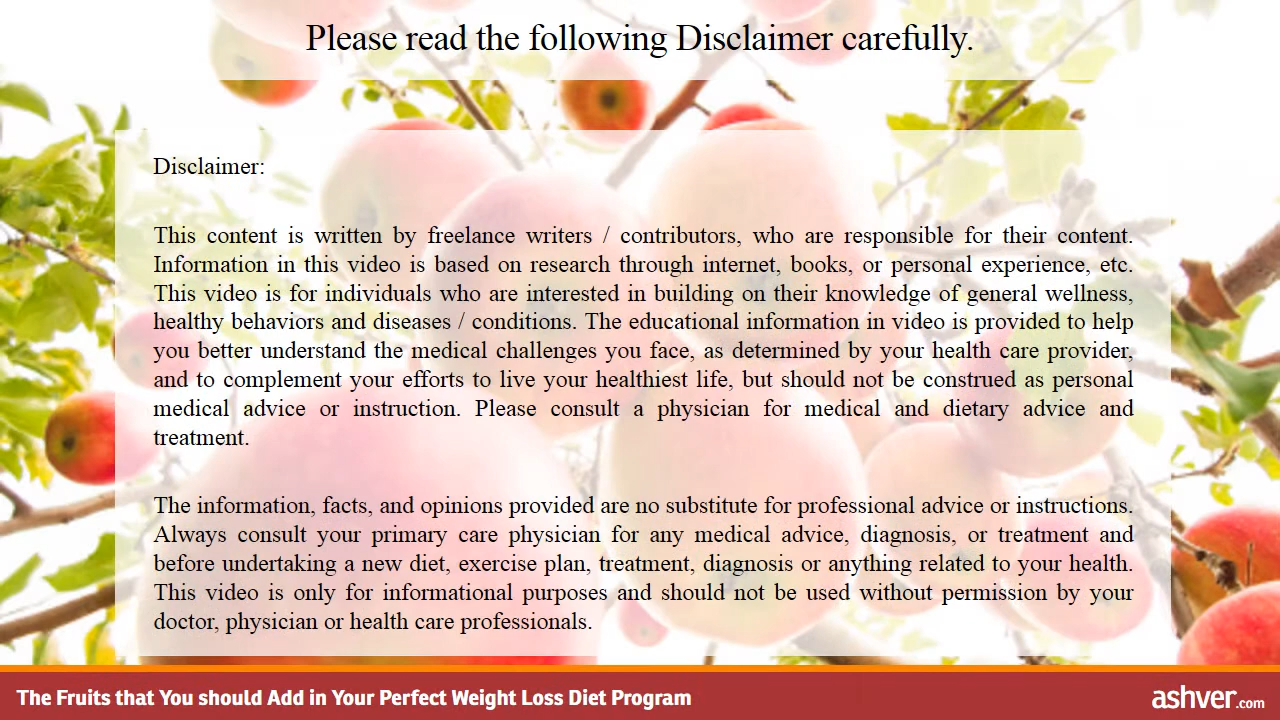 Please read the following Disclaimer carefully.
Disclaimer:
This content is written by freelance writers / contributors, who are responsible for their content.
Information in this video is based on research through internet, books, or personal experience, etc.
This video is for individuals who are interested in building on their knowledge of general wellness,
healthy behaviors and diseases / conditions. The educational information in video is provided to help
you better understand the medical challenges you face, as determined by your health care provider,
and to complement your efforts to live your healthiest life, but should not be construed as personal
medical advice or instruction. Please consult a physician for medical and dietary advice and
treatment.
The information, facts, and opinions provided are no substitute for professional advice or instructions.
Always consult your primary care physician for any medical advice, diagnosis, or treatment and
before undertaking a new diet, exercise plan, treatment, diagnosis or anything related to your health.
This video is only for informational purposes and should not be used without permission by your
doctor, physician or health care professionals.
The Fruits that You should Add in Your Perfect Weight Loss Diet Program
ashver.com